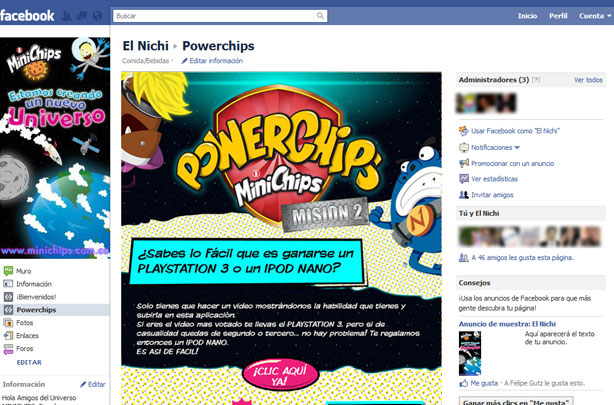 facebook
Buscar
Inicio Perfil Cuenta
MiniChips
Estamos creando
un nuevo
Universo
www.minichips.com.co
Muro
Información
¡Bienvenidos!
Powerchips
Fotos
Enlaces
Foros
EDITAR
Información
Editar
Hola Amigos del Universo
El Nichi ▸ Powerchips
Comida/Bebidas · Editar información
POWERCHIPS
MiniChips
MISIÓN 2
N
¿Sabes lo Fácil que es ganarse un
PLAYSTATION 3 o un IPOD NANO?
Solo tienes que hacer un video mostrándonos la habilidad que tienes y
subirla en esta aplicación.
Si eres el video mas votado te llevas el PLAYSTATION 3, pero si de
casualidad quedas de segundo o tercero... no hay problema! Te regalamos
entonces un IPOD NANO.
ES ASI DE FACIL!
¡CLIC AQUÍ
YA!
Administradores (3) [?] Ver todos
Usar Facebook como "El Nichi"
Notificaciones
Promocionar con un anuncio
Ver estadísticas
Invitar amigos
Tú y El Nichi
A 46 amigos les gusta esta página.
Consejos
¡Usa los anuncios de Facebook para que más
gente descubra tu página!
Anuncio de muestra: El Nichi
Aquí aparecerá el texto
de tu anuncio.
Me gusta · A Felipe Gutz le gusta esto.
Ganar más clics en "Me gusta"